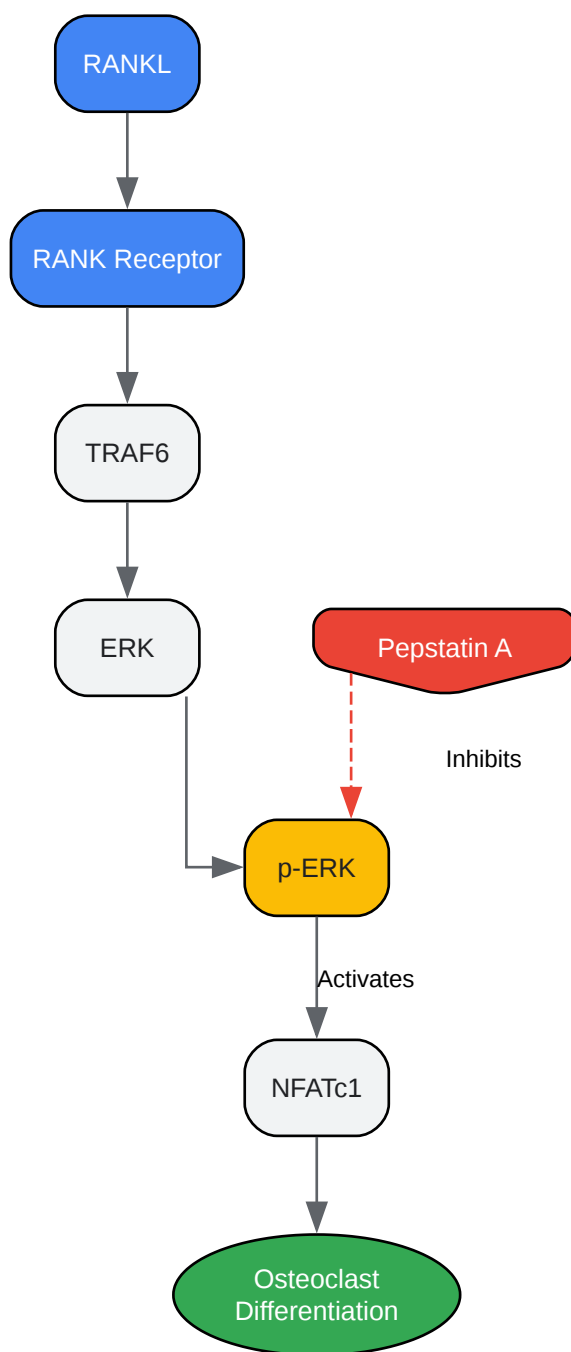 RANKL
RANK Receptor
TRAF6
ERK
Pepstatin A
Inhibits
p-ERK
Activates
NFATc1
Osteoclast
Differentiation